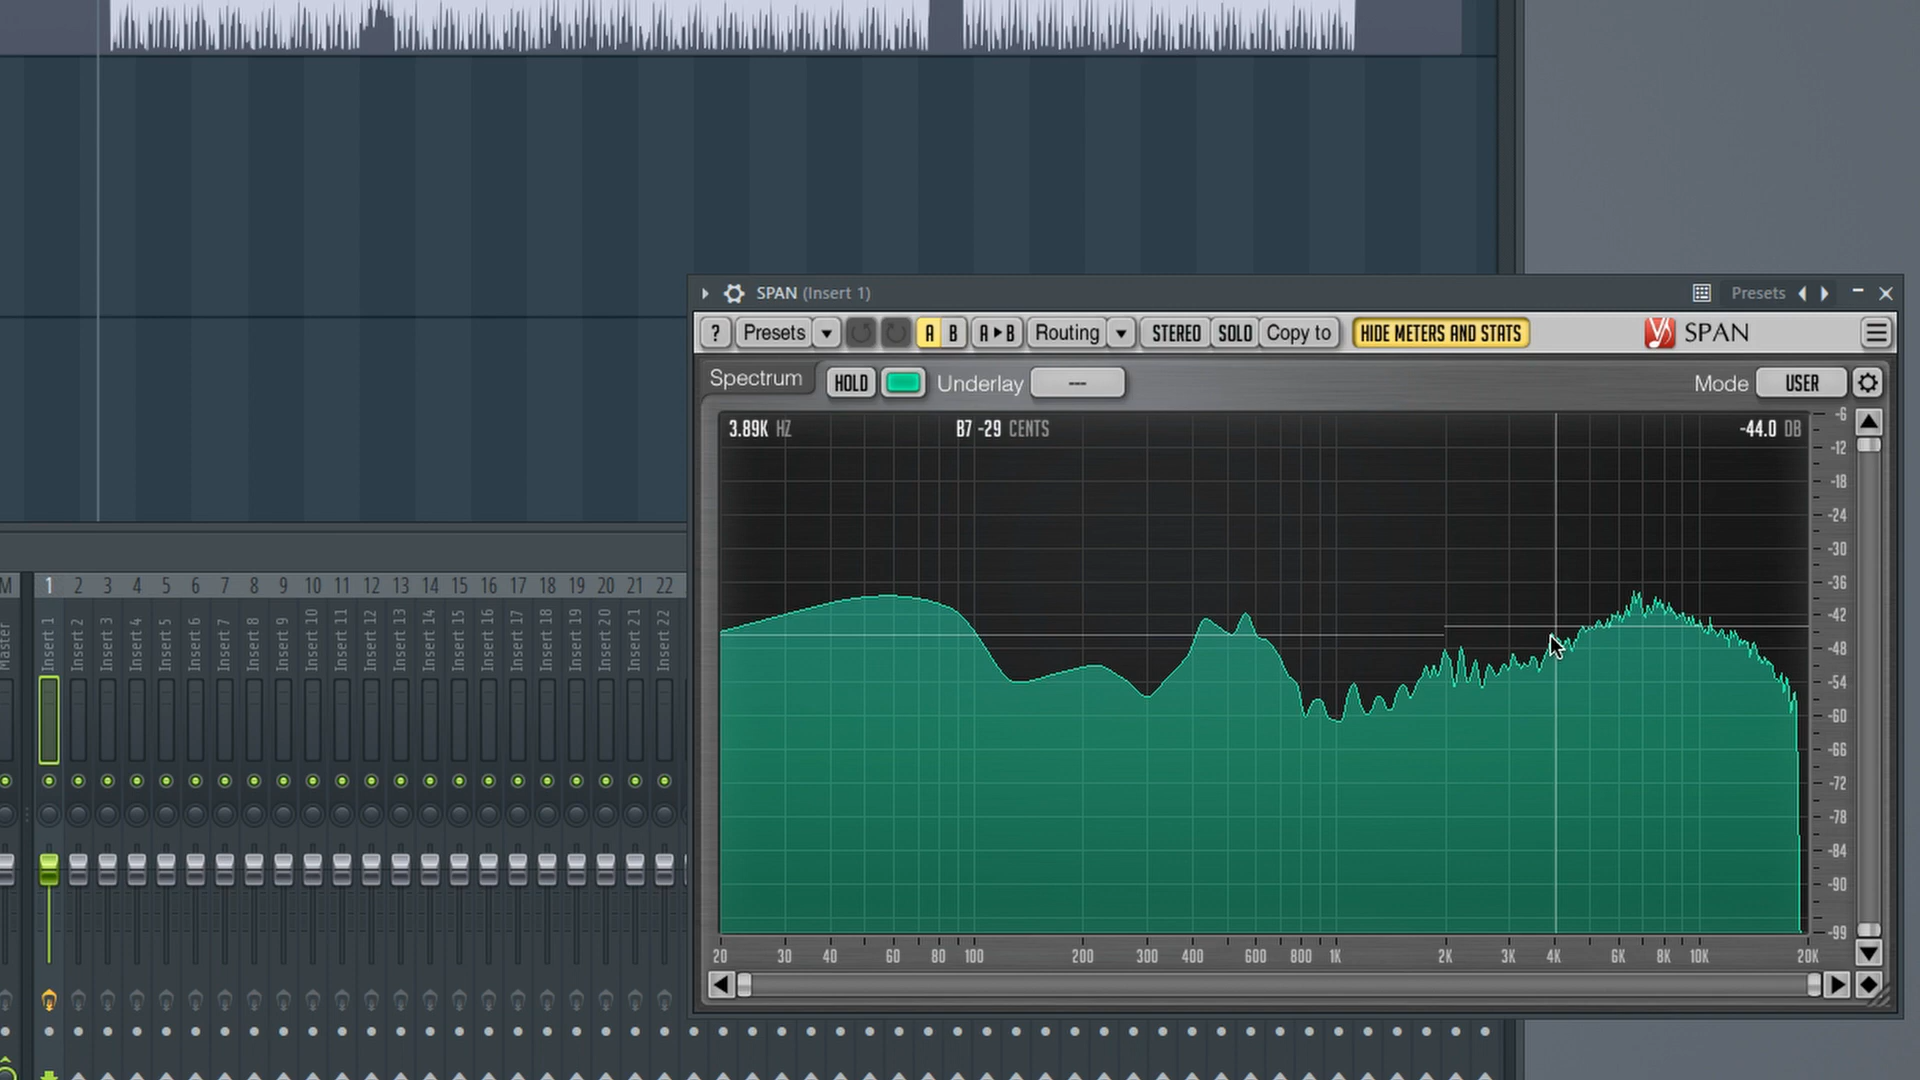 SPAN (Insert 1) Presets
? Presets A B A▸B Routing STEREO SOLO Copy to HIDE METERS AND STATS SPAN
Spectrum HOLD Underlay --- Mode USER
3.89K HZ B7 -29 CENTS -44.0 DB
-6
-12
-18
-24
-30
-36
-42
-48
-54
-60
-66
-72
-78
-84
-90
-99
20 30 40 60 80 100 200 300 400 600 800 1K 2K 3K 4K 6K 8K 10K 20K
M 1 2 3 4 5 6 7 8 9 10 11 12 13 14 15 16 17 18 19 20 21 22
Master
Insert 1
Insert 2
Insert 3
Insert 4
Insert 5
Insert 6
Insert 7
Insert 8
Insert 9
Insert 10
Insert 11
Insert 12
Insert 13
Insert 14
Insert 15
Insert 16
Insert 17
Insert 18
Insert 19
Insert 20
Insert 21
Insert 22